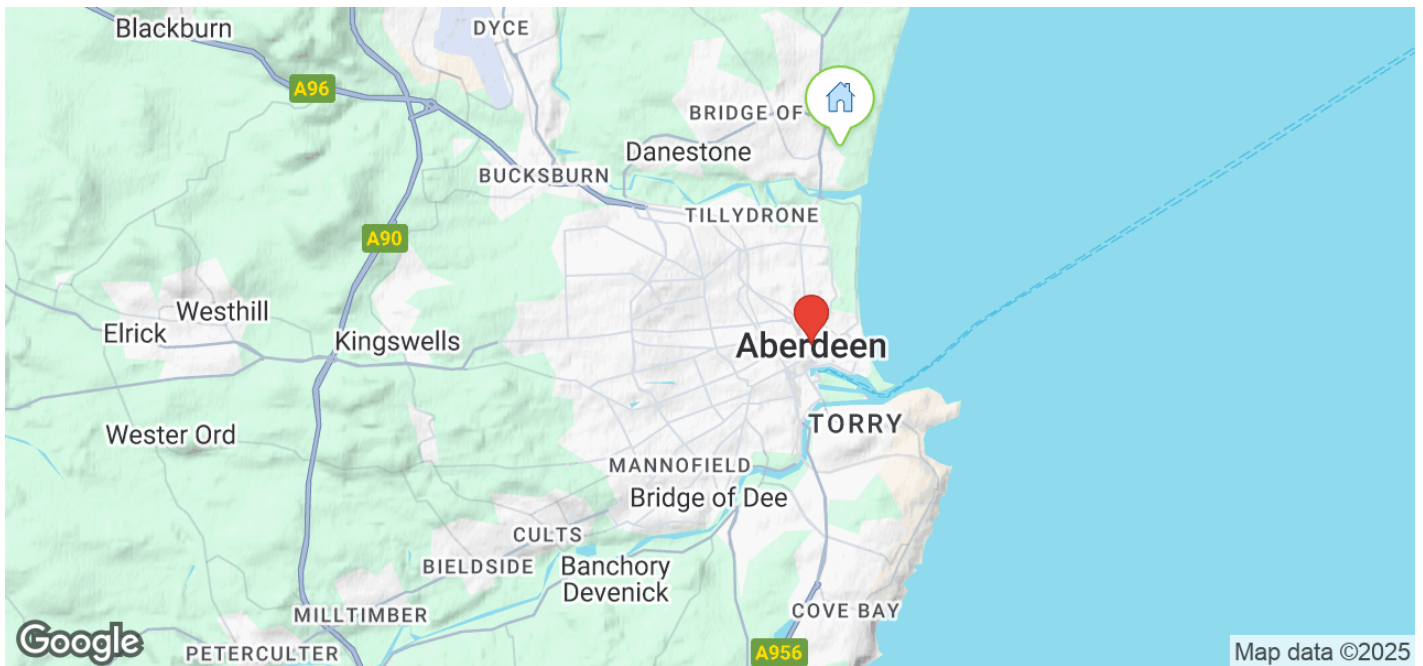 Blackburn
DYCE
A96
BRIDGE OF
Danestone
BUCKSBURN
TILLYDRONE
A90
Westhill
Elrick
Kingswells
Aberdeen
TORRY
Wester Ord
MANNOFIELD
Bridge of Dee
CULTS
BIELDSIDE
Banchory
Devenick
MILLTIMBER
COVE BAY
PETERCULTER
A956
Google
Map data ©2025